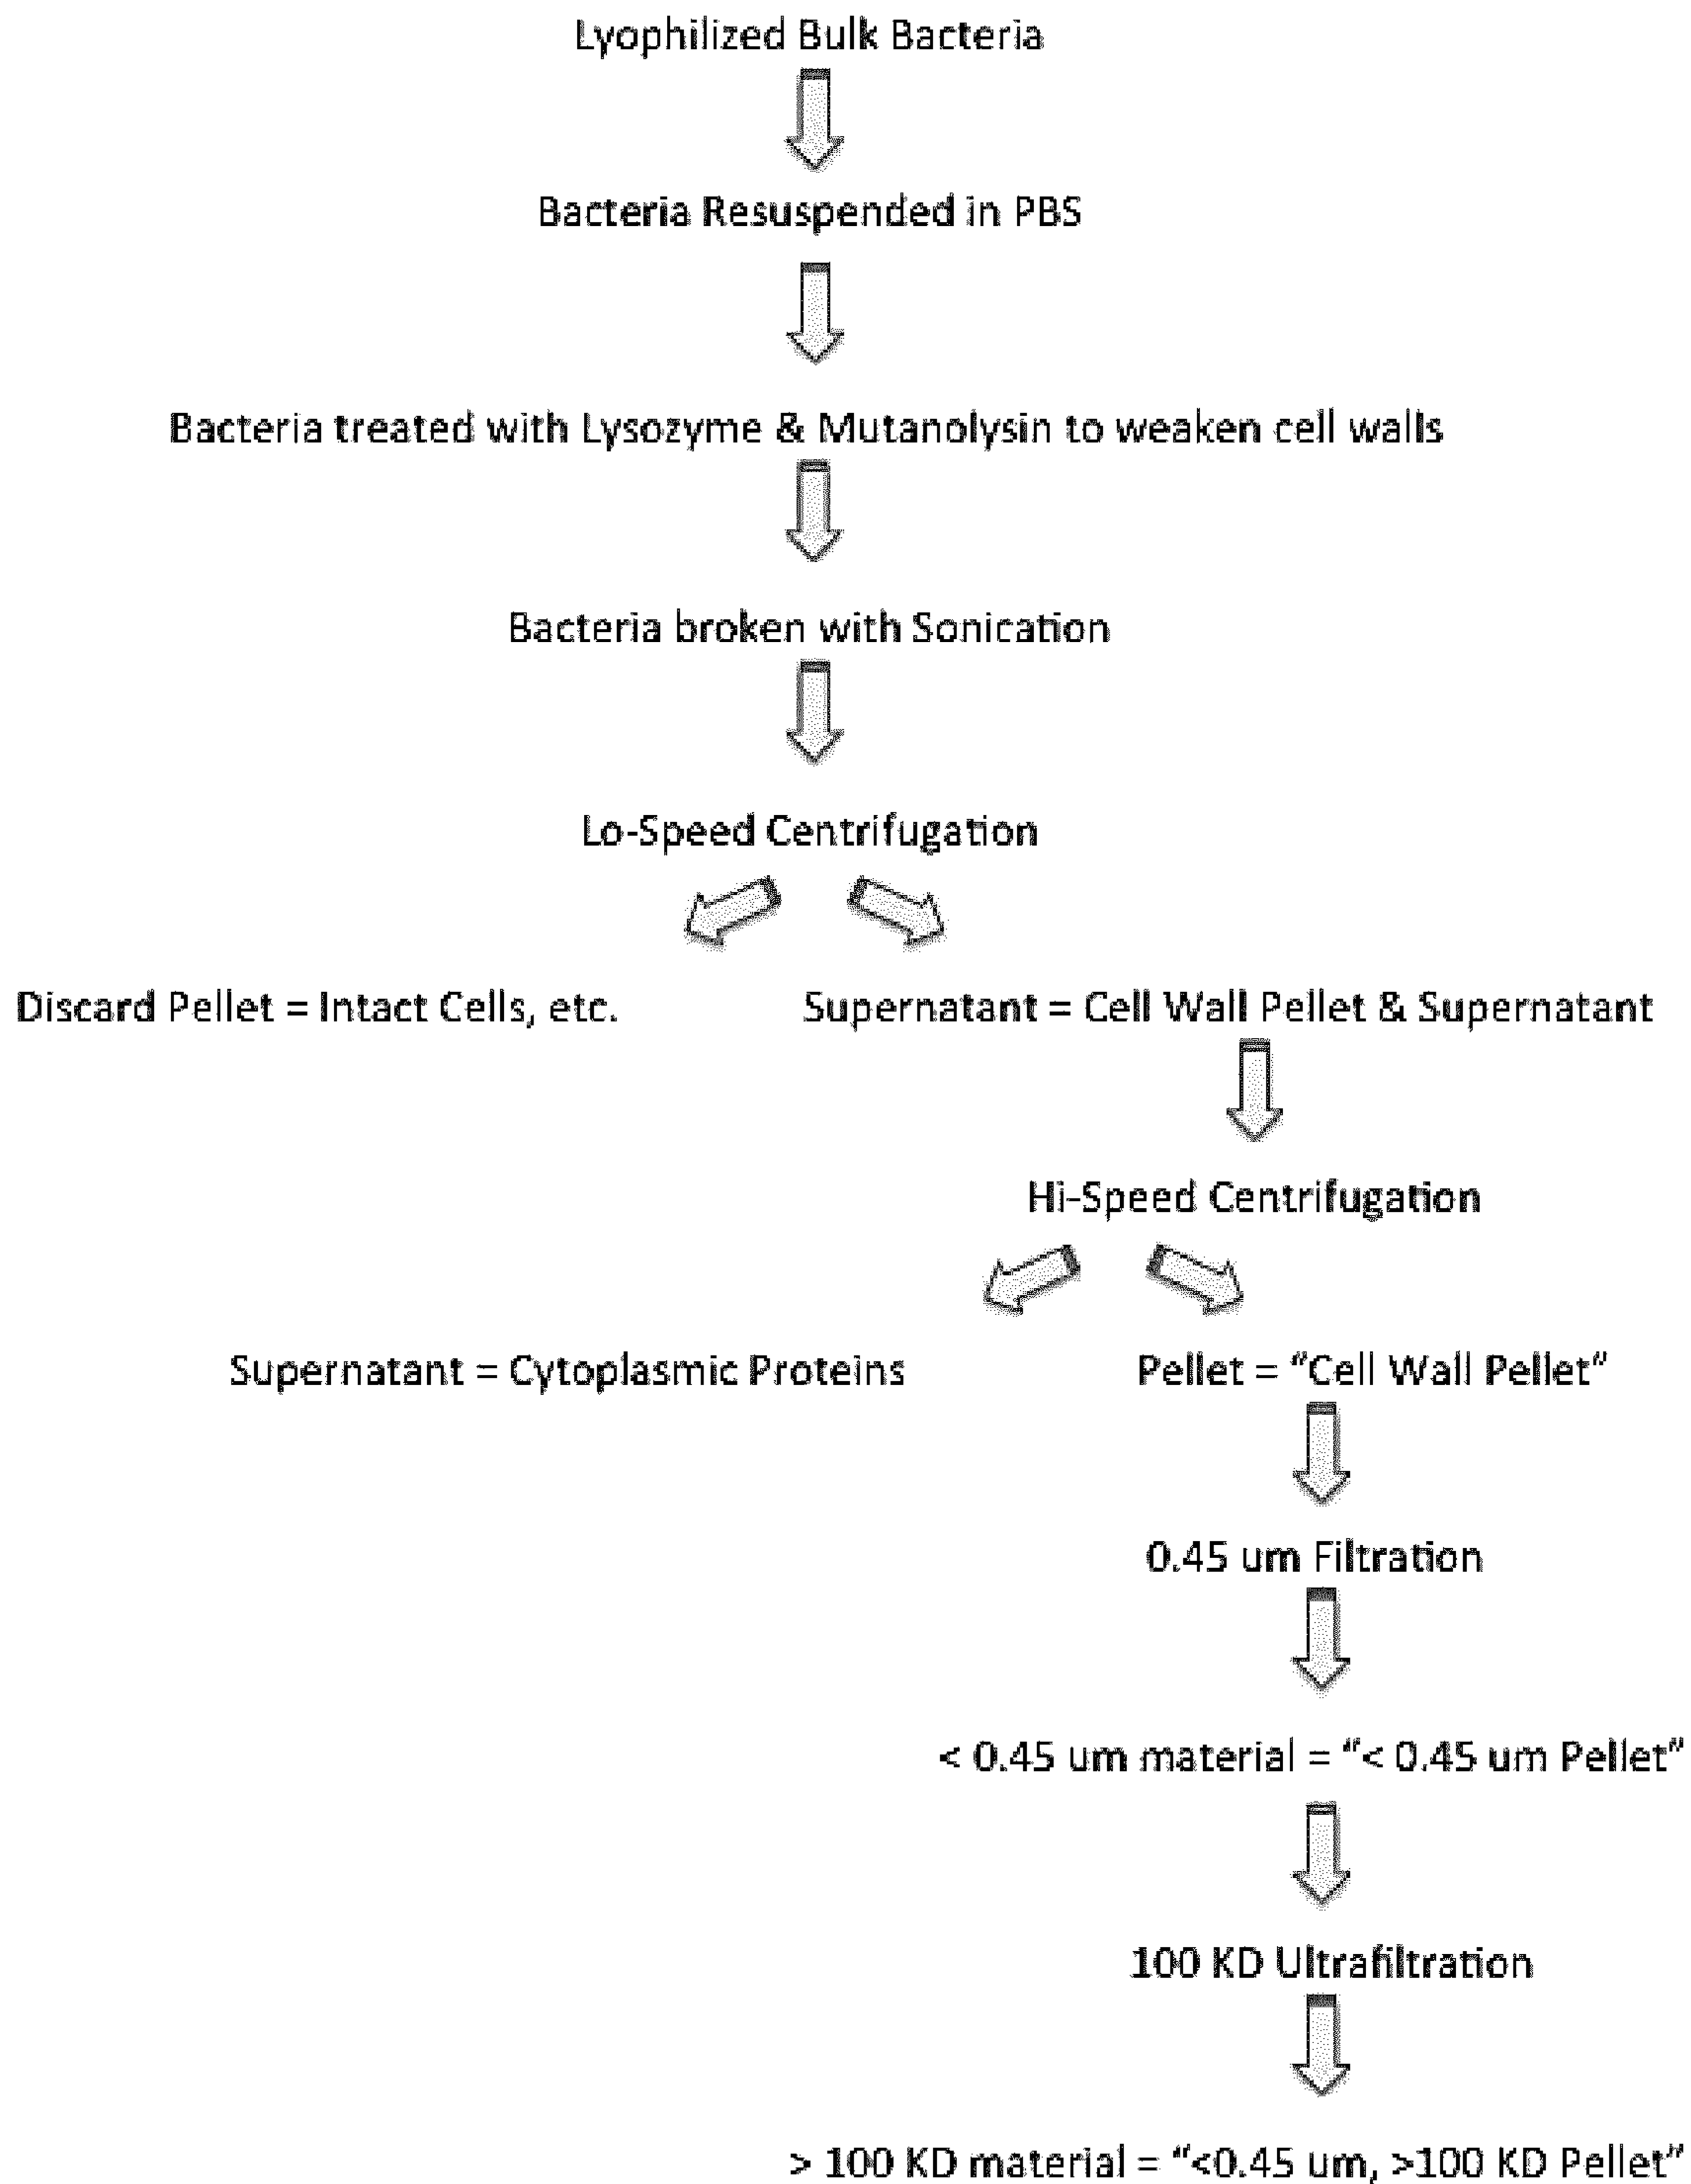 Lyophilized Bulk Bacteria
Bacteria Resuspended in PBS
Bacteria treated with Lysozyme & Mutanolysin to weaken cell walls
Bacteria broken with Sonication
Lo-Speed Centrifugation
Discard Pellet = Intact Cells, etc.
Supernatant = Cell Wall Pellet & Supernatant
Hi-Speed Centrifugation
Supernatant = Cytoplasmic Proteins
Pellet = “Cell Wall Pellet”
0.45 um Filtration
< 0.45 um material = “< 0.45 um Pellet”
100 KD Ultrafiltration
> 100 KD material = “<0.45 um, >100 KD Pellet”